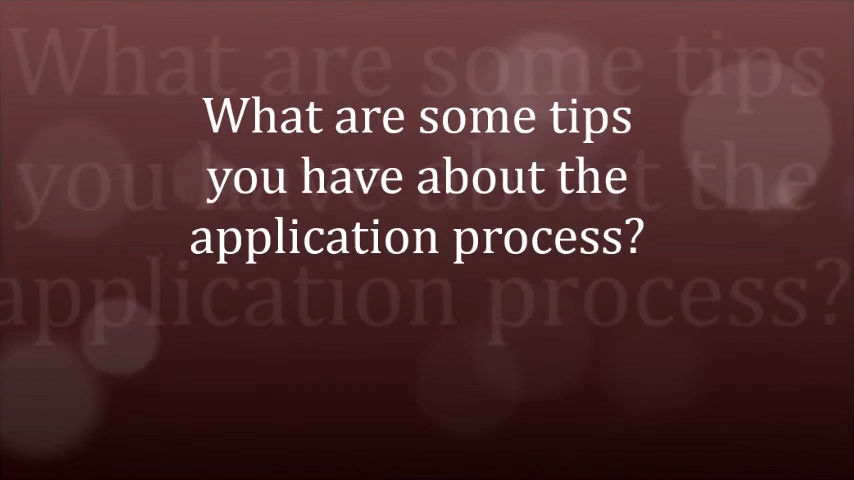 What are some tips
you have about the
application process?